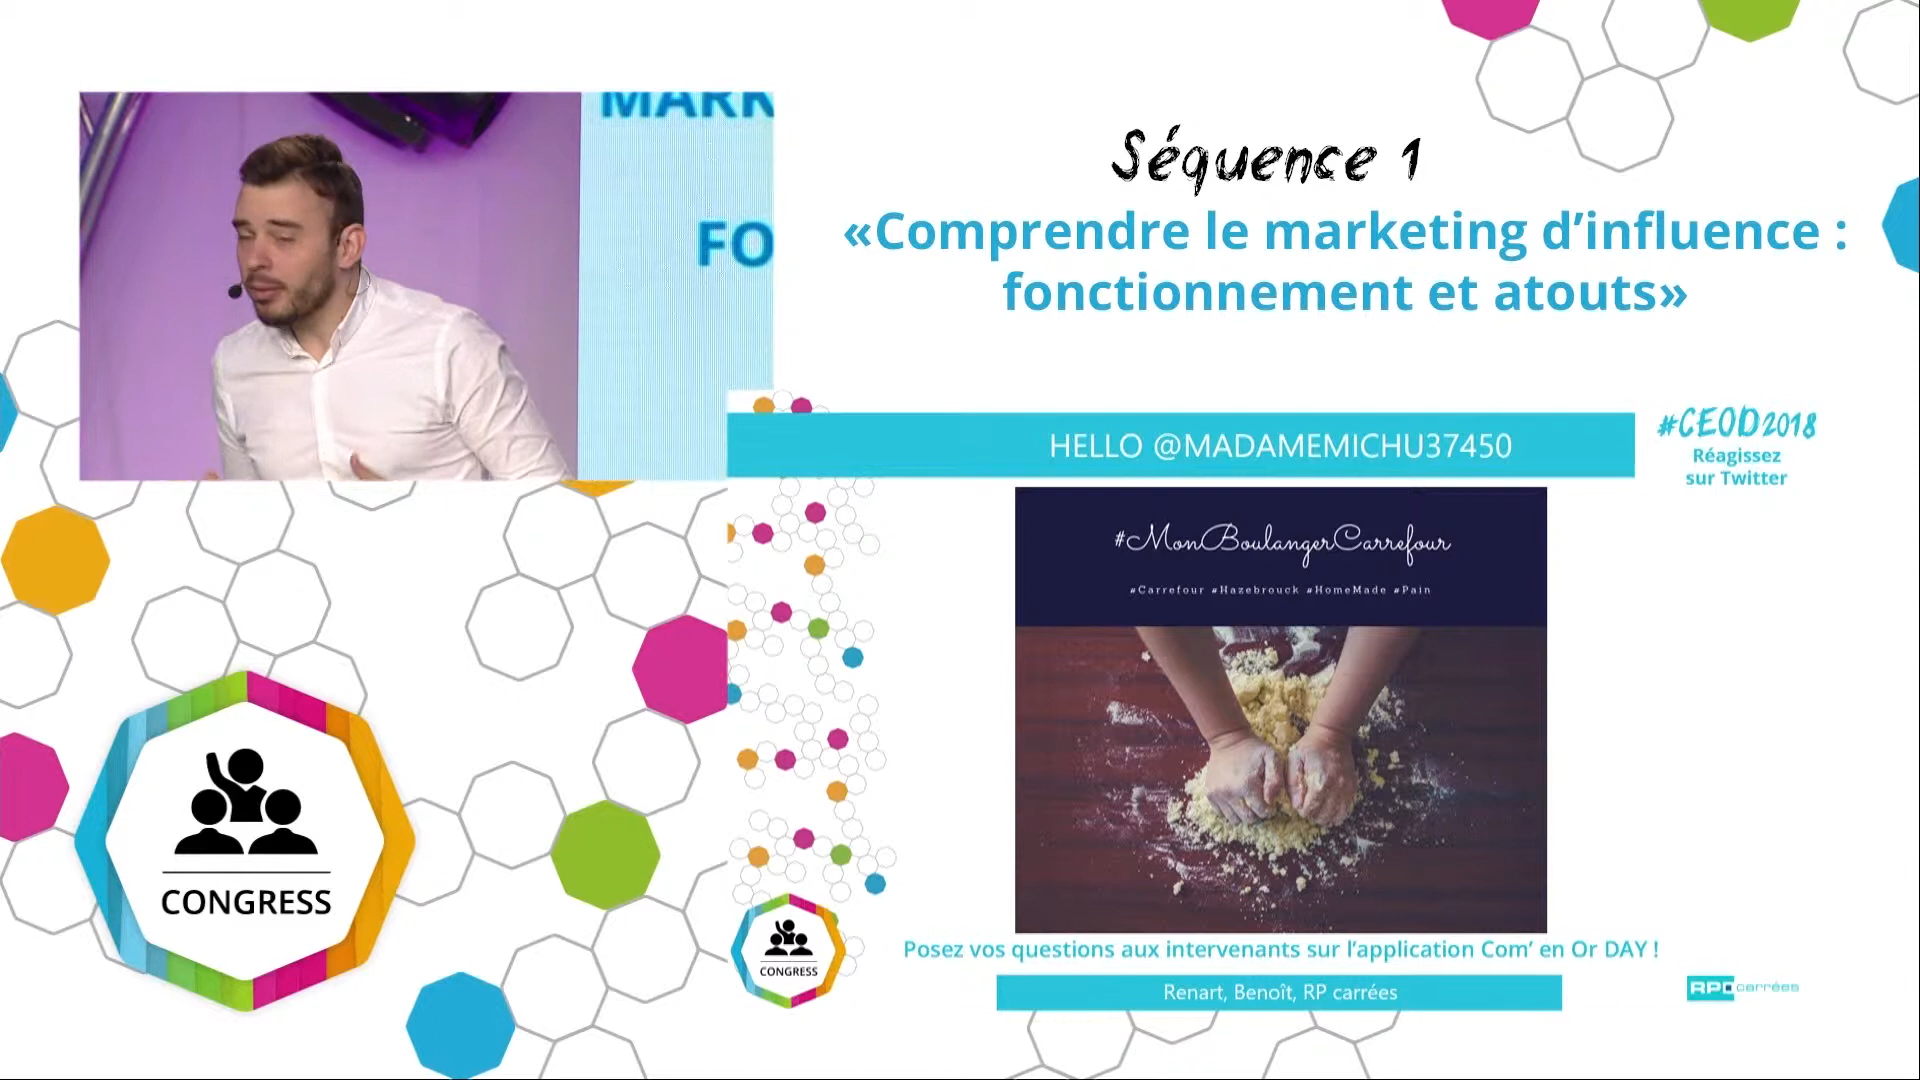 MARK
FO
Séquence 1
«Comprendre le marketing d’influence :
fonctionnement et atouts»
#CEOD2018
Réagissez
sur Twitter
HELLO @MADAMEMICHU37450
#MonBoulangerCarrefour
#Carrefour #Hazebrouck #HomeMade #Pain
CONGRESS
CONGRESS
Posez vos questions aux intervenants sur l’application Com’ en Or DAY !
Renart, Benoît, RP carrées
RP carrées